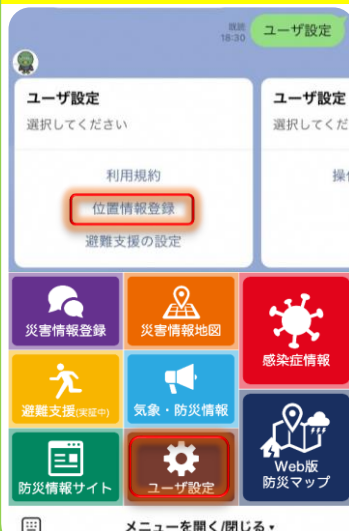 既読
18:30
ユーザ設定
ユーザ設定
選択してください
利用規約
位置情報登録
避難支援の設定
ユーザ設定
選択してくだ
操
災害情報登録
災害情報地図
感染症情報
避難支援(実証中)
気象・防災情報
Web版
防災マップ
防災情報サイト
ユーザ設定
メニューを開く/閉じる▾